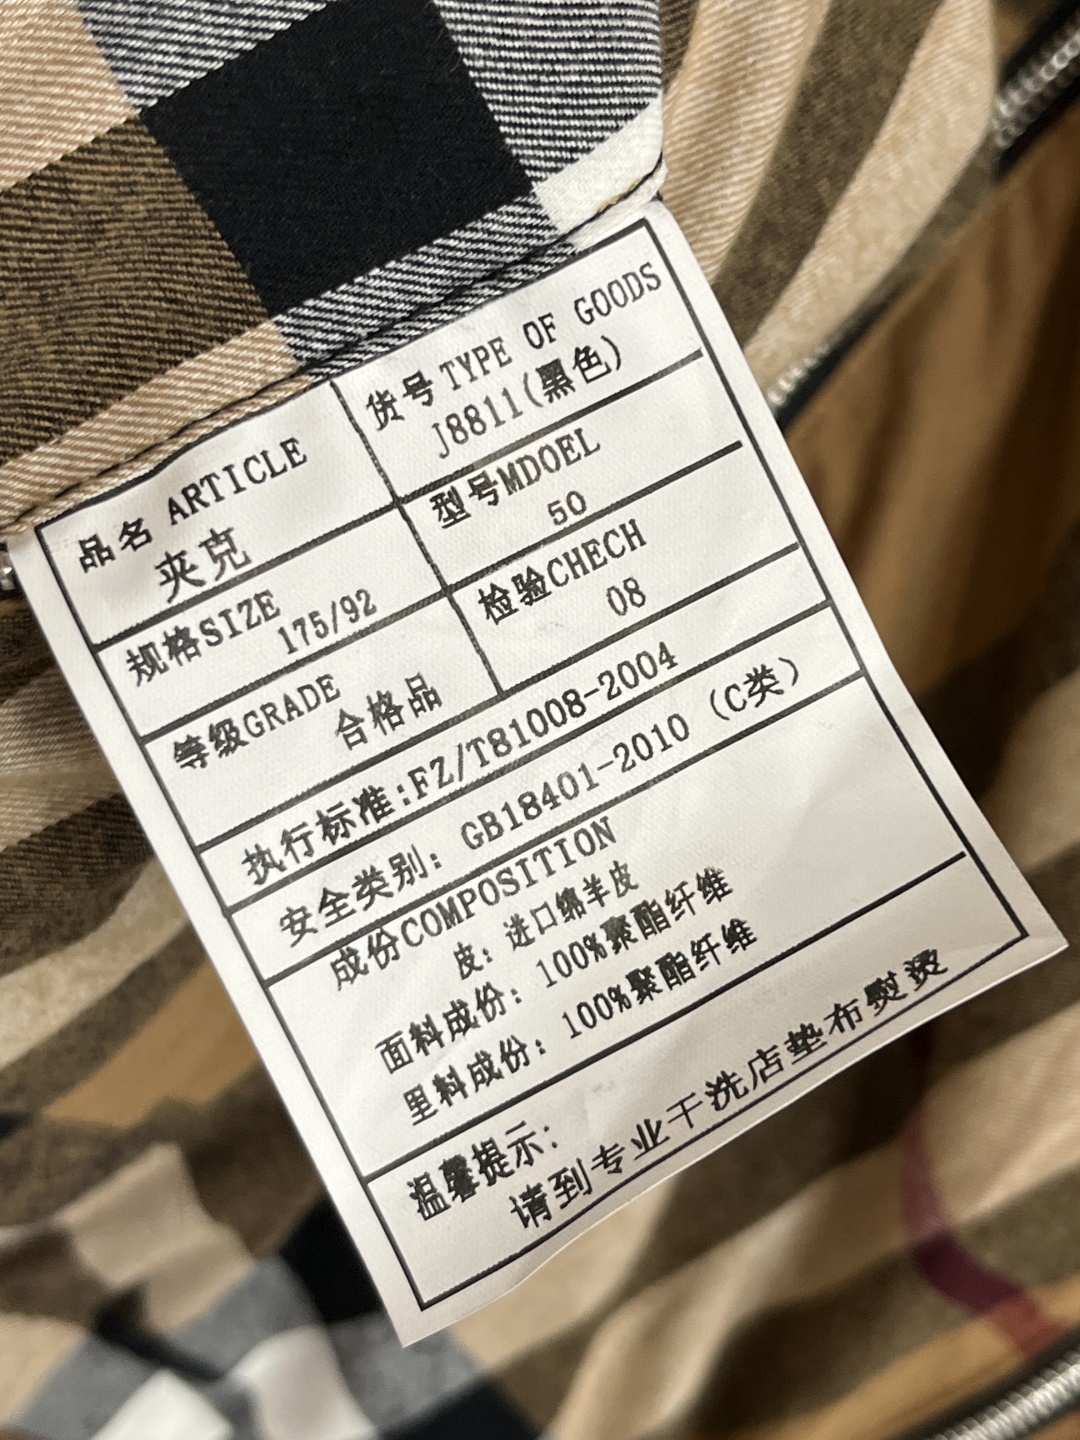 品名 ARTICLE
夹克
货号 TYPE OF GOODS
J8811(黑色)
规格SIZE
175/92
型号MDOEL
50
等级GRADE
合格品
检验CHECH
08
执行标准:FZ/T81008-2004
安全类别: GB18401-2010 (C类)
成份COMPOSITION
皮: 进口绵羊皮
面料成份: 100%聚酯纤维
里料成份: 100%聚酯纤维
温馨提示:
请到专业干洗店垫布熨烫